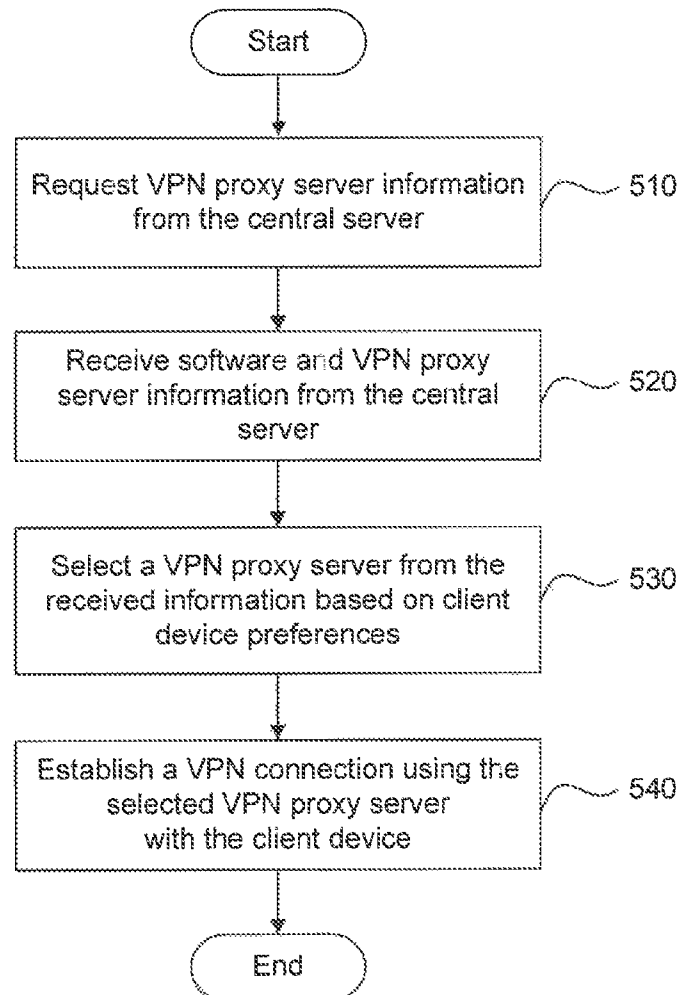 Start
Request VPN proxy server information
from the central server
510
Receive software and VPN proxy
server information from the central
server
520
Select a VPN proxy server from the
received information based on client
device preferences
530
Establish a VPN connection using the
selected VPN proxy server
with the client device
540
End